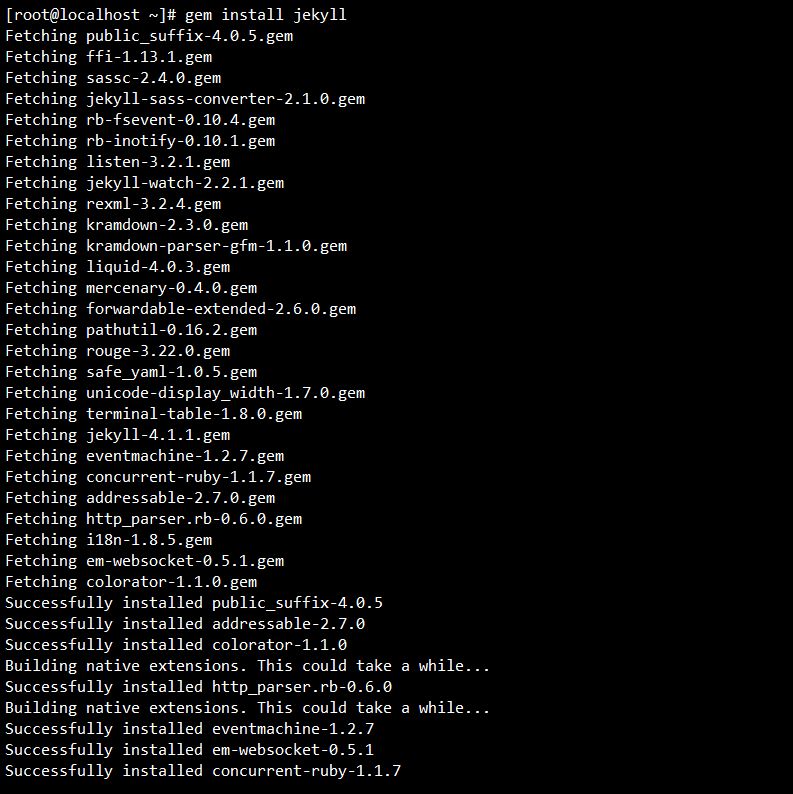 [root@localhost ~]# gem install jekyll
Fetching public_suffix-4.0.5.gem
Fetching ffi-1.13.1.gem
Fetching sassc-2.4.0.gem
Fetching jekyll-sass-converter-2.1.0.gem
Fetching rb-fsevent-0.10.4.gem
Fetching rb-inotify-0.10.1.gem
Fetching listen-3.2.1.gem
Fetching jekyll-watch-2.2.1.gem
Fetching rexml-3.2.4.gem
Fetching kramdown-2.3.0.gem
Fetching kramdown-parser-gfm-1.1.0.gem
Fetching liquid-4.0.3.gem
Fetching mercenary-0.4.0.gem
Fetching forwardable-extended-2.6.0.gem
Fetching pathutil-0.16.2.gem
Fetching rouge-3.22.0.gem
Fetching safe_yaml-1.0.5.gem
Fetching unicode-display_width-1.7.0.gem
Fetching terminal-table-1.8.0.gem
Fetching jekyll-4.1.1.gem
Fetching eventmachine-1.2.7.gem
Fetching concurrent-ruby-1.1.7.gem
Fetching addressable-2.7.0.gem
Fetching http_parser.rb-0.6.0.gem
Fetching i18n-1.8.5.gem
Fetching em-websocket-0.5.1.gem
Fetching colorator-1.1.0.gem
Successfully installed public_suffix-4.0.5
Successfully installed addressable-2.7.0
Successfully installed colorator-1.1.0
Building native extensions. This could take a while...
Successfully installed http_parser.rb-0.6.0
Building native extensions. This could take a while...
Successfully installed eventmachine-1.2.7
Successfully installed em-websocket-0.5.1
Successfully installed concurrent-ruby-1.1.7